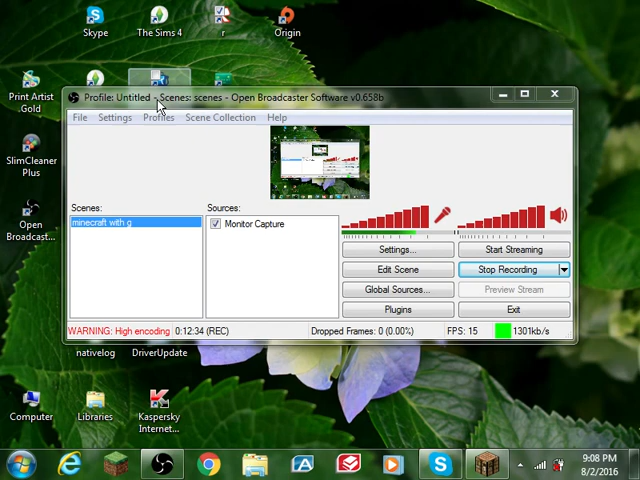 Skype
The Sims 4
r
Origin
Print Artist Gold
Profile: Untitled - Scenes: scenes - Open Broadcaster Software v0.658b
File Settings Profiles Scene Collection Help
SlimCleaner Plus
Scenes:
Sources:
minecraft with g
Monitor Capture
Open Broadcast...
Settings...
Start Streaming
Edit Scene
Stop Recording
Global Sources...
Preview Stream
Plugins
Exit
WARNING: High encoding
0:12:34 (REC)
Dropped Frames: 0 (0.00%)
FPS: 15
1301kb/s
nativelog
DriverUpdate
Computer
Libraries
Kaspersky Internet...
9:08 PM
8/2/2016